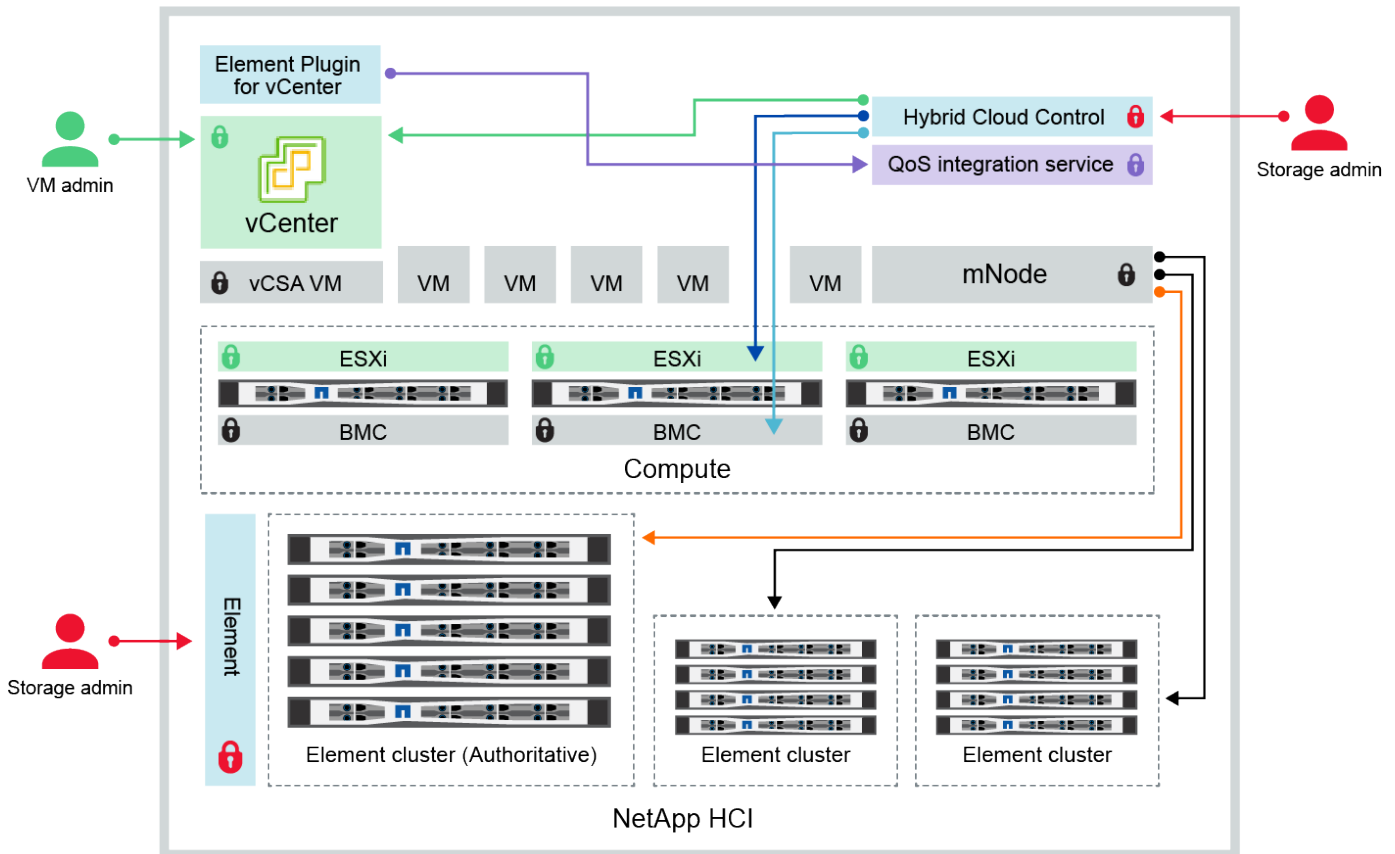 Element Plugin
for vCenter
Hybrid Cloud Control
QoS integration service
VM admin
Storage admin
vCenter
vCSA VM
VM
VM
VM
VM
VM
mNode
ESXi
ESXi
ESXi
BMC
BMC
BMC
Compute
Element
Storage admin
Element cluster (Authoritative)
Element cluster
Element cluster
NetApp HCI